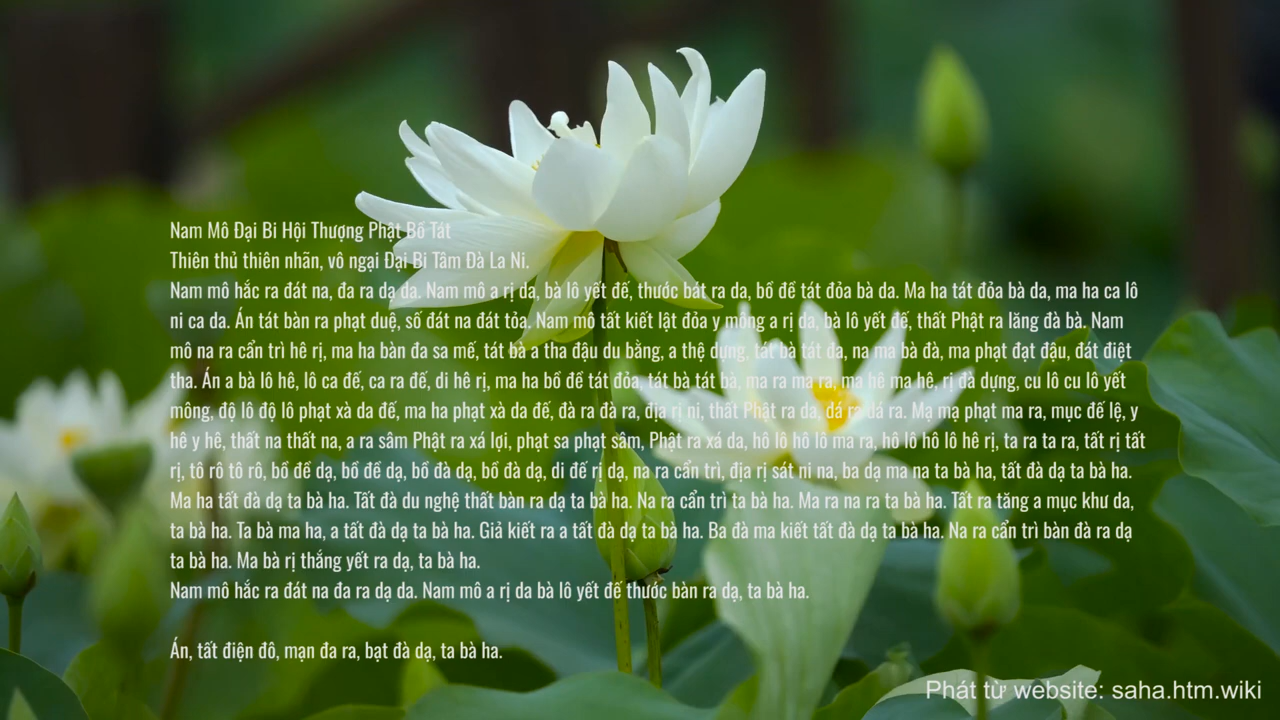 Nam Mô Đại Bi Hội Thượng Phật Bồ Tát
Thiên thủ thiên nhãn, vô ngại Đại Bi Tâm Đà La Ni.
Nam mô hắc ra đát na, đa ra dạ da. Nam mô a rị da, bà lô yết đế, thước bát ra da, bồ đề tát đỏa bà da. Ma ha tát đỏa bà da, ma ha ca lô
ni ca da. Án tát bàn ra phạt duệ, số đát na đát tỏa. Nam mô tất kiết lật đỏa y mông a rị da, bà lô yết đế, thất Phật ra lăng đà bà. Nam
mô na ra cẩn trì hê rị, ma ha bàn đa sa mế, tát bà a tha đậu du bằng, a thệ dựng, tát bà tát đa, na ma bà đà, ma phạt đạt đậu, đát điệt
tha. Án a bà lô hê, lô ca đế, ca ra đế, di hê rị, ma ha bồ đề tát đỏa, tát bà tát bà, ma ra ma ra, ma hê ma hê, rị đà dựng, cu lô cu lô yết
mông, độ lô độ lô phạt xà da đế, ma ha phạt xà da đế, đà ra đà ra, địa rị ni, thất Phật ra da, dá ra dá ra. Mạ mạ phạt ma ra, mục đế lệ, y
hê y hê, thất na thất na, a ra sâm Phật ra xá lợi, phạt sa phạt sâm, Phật ra xá da, hô lô hô lô ma ra, hô lô hô lô hê rị, ta ra ta ra, tất rị tất
rị, tô rô tô rô, bồ đề dạ, bồ đề dạ, bồ đà dạ, bồ đà dạ, di đế rị dạ, na ra cẩn trì, địa rị sắt ni na, ba dạ ma na ta bà ha, tất đà dạ ta bà ha.
Ma ha tất đà dạ ta bà ha. Tất đà du nghệ thất bàn ra dạ ta bà ha. Na ra cẩn trì ta bà ha. Ma ra na ra ta bà ha. Tất ra tăng a mục khư da,
ta bà ha. Ta bà ma ha, a tất đà dạ ta bà ha. Giả kiết ra a tất đà dạ ta bà ha. Ba đà ma kiết tất đà dạ ta bà ha. Na ra cẩn trì bàn đà ra dạ
ta bà ha. Ma bà rị thắng yết ra dạ, ta bà ha.
Nam mô hắc ra đát na đa ra dạ da. Nam mô a rị da bà lô yết đế thước bàn ra dạ, ta bà ha.
Án, tất điện đô, mạn đa ra, bạt đà dạ, ta bà ha.
Phát từ website: saha.htm.wiki